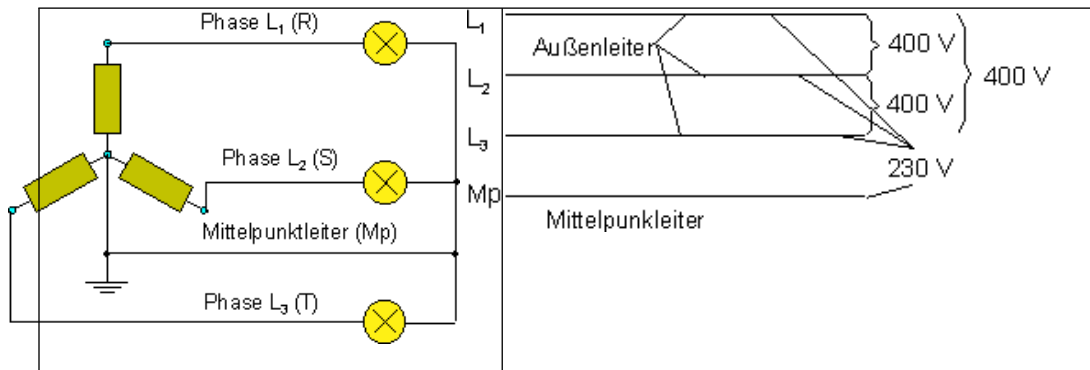 Phase L₁ (R)
Phase L₂ (S)
Mittelpunktleiter (Mp)
Phase L₃ (T)
L₁
L₂
L₃
Mp
Außenleiter
400 V
400 V
400 V
230 V
Mittelpunkleiter